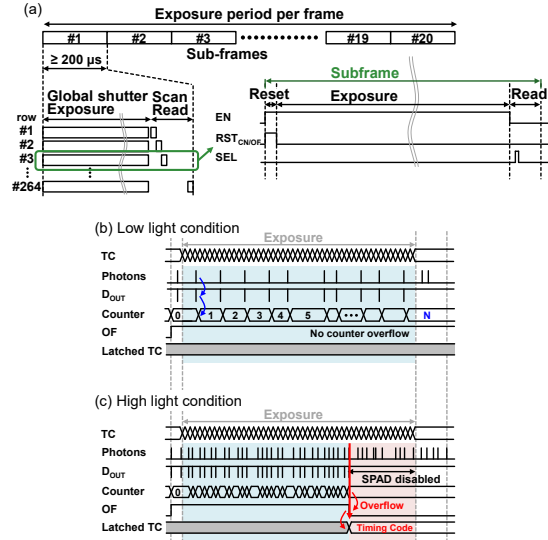 (a)
Exposure period per frame
#1 #2 #3 #19 #20
Sub-frames
≥ 200 μs
Subframe
Global shutter Scan
Exposure Read
Reset Exposure Read
row
#1
#2
#3
#264
EN
RST_CN/OF
SEL
(b) Low light condition
Exposure
TC
Photons
D_OUT
Counter 0 1 2 3 4 5 ••• N
OF No counter overflow
Latched TC
(c) High light condition
Exposure
TC
Photons
D_OUT SPAD disabled
Counter 0
OF Overflow
Latched TC Timing Code